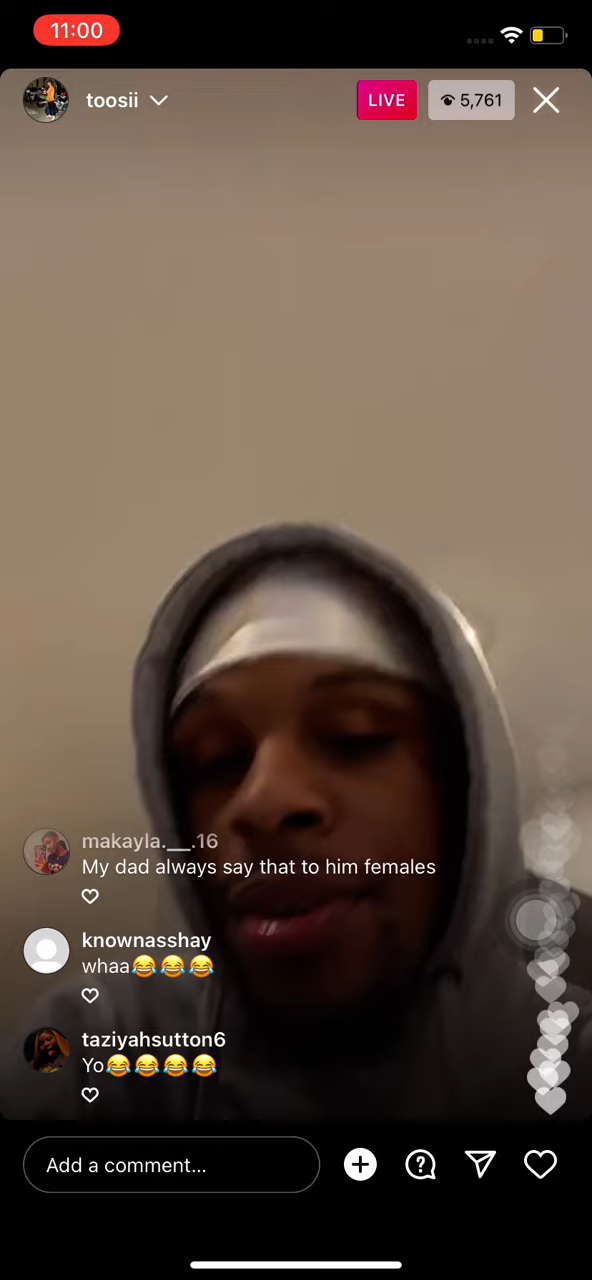 11:00
toosii
LIVE
5,761
makayla.___.16
My dad always say that to him females
knownasshay
whaa😂😂😂
taziyahsutton6
Yo😂😂😂😂
Add a comment...